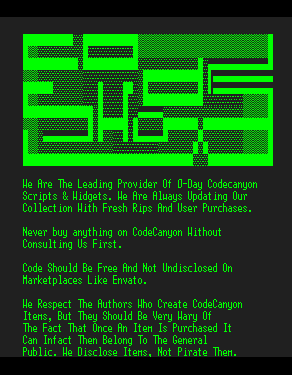 We Are The Leading Provider Of 0-Day Codecanyon
Scripts & Widgets. We Are Always Updating Our
Collection With Fresh Rips And User Purchases.
Never buy anything on CodeCanyon Without
Consulting Us First.
Code Should Be Free And Not Undisclosed On
Marketplaces Like Envato.
We Respect The Authors Who Create CodeCanyon
Items, But They Should Be Very Wary Of
The Fact That Once An Item Is Purchased It
Can Infact Then Belong To The General
Public. We Disclose Items, Not Pirate Them.